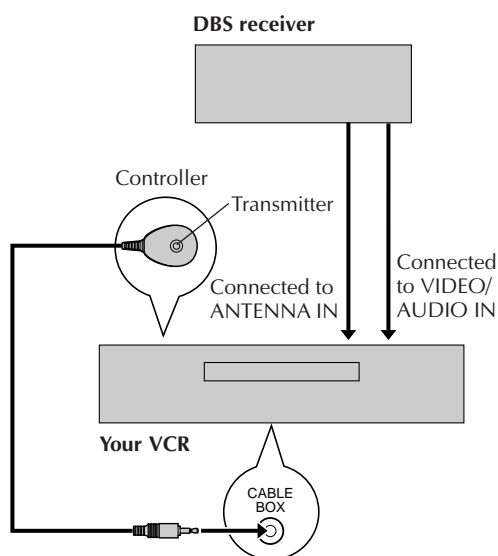 DBS receiver
Controller
Transmitter
Connected to
ANTENNA IN
Connected
to VIDEO/
AUDIO IN
Your VCR
CABLE
BOX